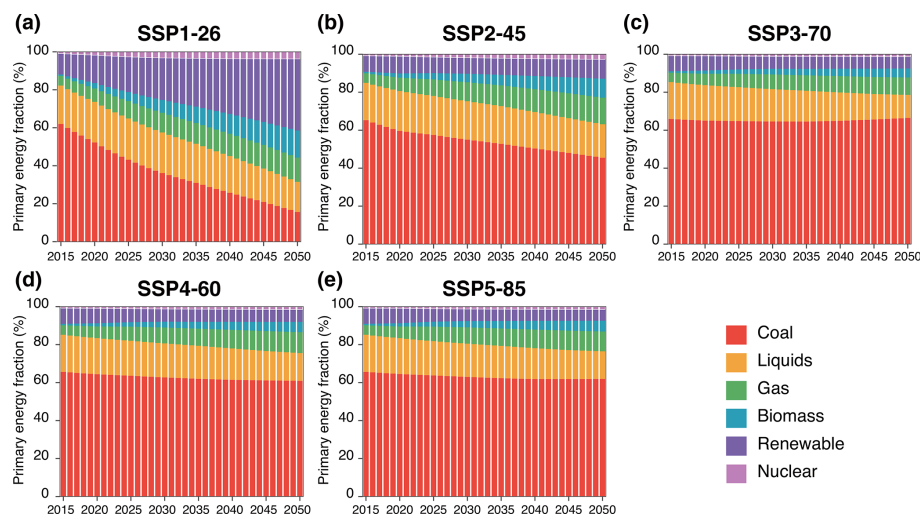 (a) SSP1-26
(b) SSP2-45
(c) SSP3-70
Primary energy fraction (%)
100
80
60
40
20
0
2015 2020 2025 2030 2035 2040 2045 2050
Primary energy fraction (%)
100
80
60
40
20
0
2015 2020 2025 2030 2035 2040 2045 2050
Primary energy fraction (%)
100
80
60
40
20
0
2015 2020 2025 2030 2035 2040 2045 2050
(d) SSP4-60
(e) SSP5-85
Primary energy fraction (%)
100
80
60
40
20
0
2015 2020 2025 2030 2035 2040 2045 2050
Primary energy fraction (%)
100
80
60
40
20
0
2015 2020 2025 2030 2035 2040 2045 2050
Coal
Liquids
Gas
Biomass
Renewable
Nuclear